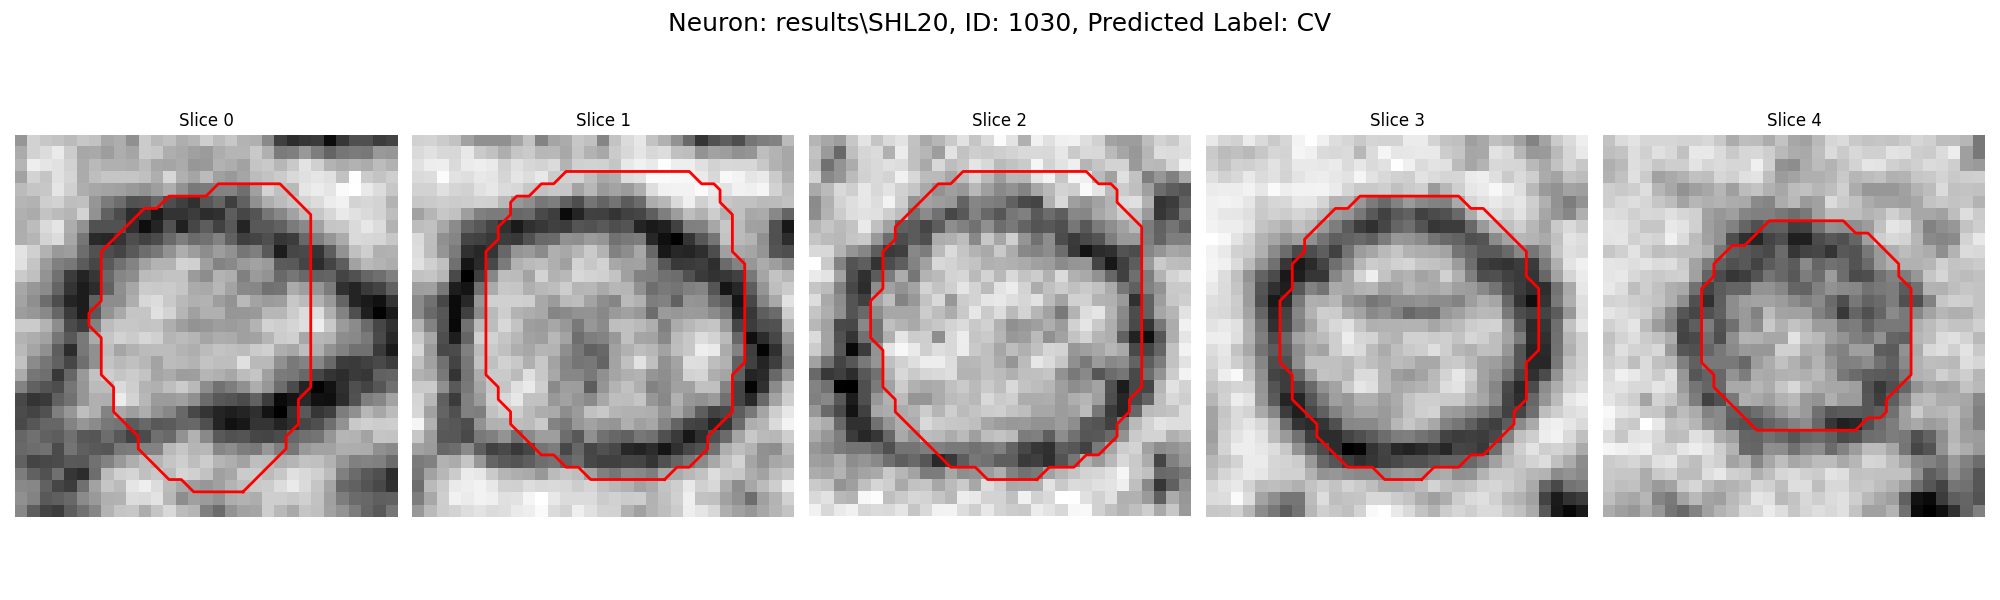 Neuron: results\SHL20, ID: 1030, Predicted Label: CV
Slice 0
Slice 1
Slice 2
Slice 3
Slice 4